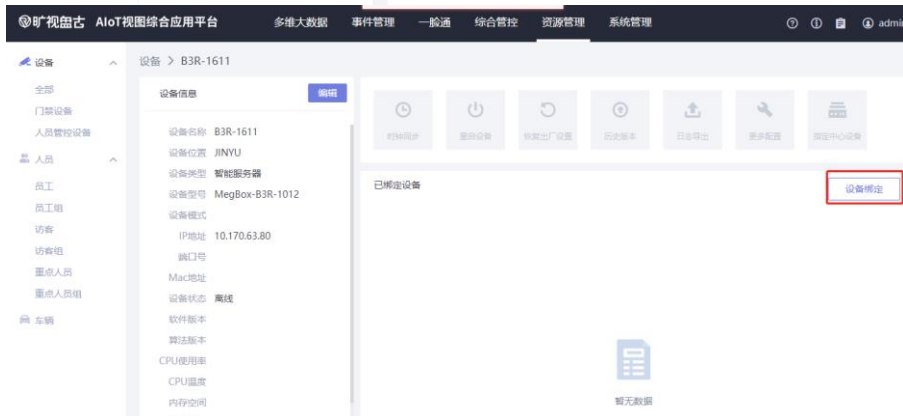 旷视盘古 AIoT视图综合应用平台 多维大数据 事件管理 一脸通 综合管控 资源管理 系统管理 admin
设备
全部
门禁设备
人员管控设备
人员
员工
员工组
访客
访客组
重点人员
重点人员组
车辆
设备 > B3R-1611
设备信息 编辑
设备名称 B3R-1611
设备位置 JINYU
设备类型 智能服务器
设备型号 MegBox-B3R-1012
设备模式
IP地址 10.170.63.80
端口号
Mac地址
设备状态 离线
软件版本
算法版本
CPU使用率
CPU温度
内存空间
时钟同步 重启设备 恢复出厂设置 历史版本 日志导出 更多配置 指定中心设备
已绑定设备 设备绑定
暂无数据